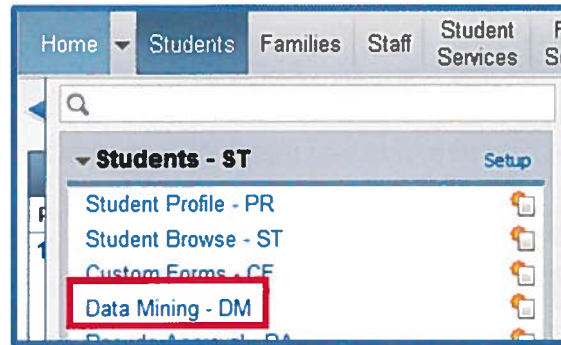 Home Students Families Staff Student Services
Students - ST Setup
Student Profile - PR
Student Browse - ST
Custom Forms - CF
Data Mining - DM